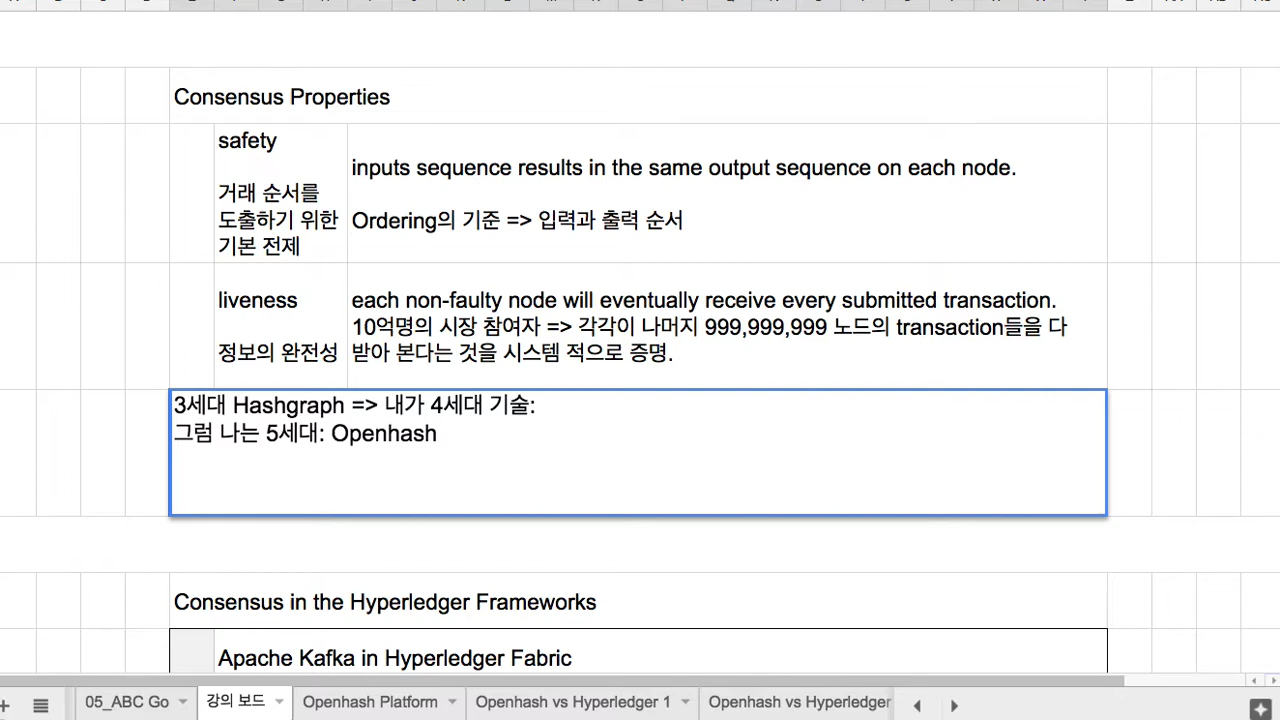 Consensus Properties
safety
거래 순서를
도출하기 위한
기본 전제
inputs sequence results in the same output sequence on each node.
Ordering의 기준 => 입력과 출력 순서
liveness
정보의 완전성
each non-faulty node will eventually receive every submitted transaction.
10억명의 시장 참여자 => 각각이 나머지 999,999,999 노드의 transaction들을 다
받아 본다는 것을 시스템 적으로 증명.
3세대 Hashgraph => 내가 4세대 기술:
그럼 나는 5세대: Openhash
Consensus in the Hyperledger Frameworks
Apache Kafka in Hyperledger Fabric
05_ABC Go
강의 보드
Openhash Platform
Openhash vs Hyperledger 1
Openhash vs Hyperledger